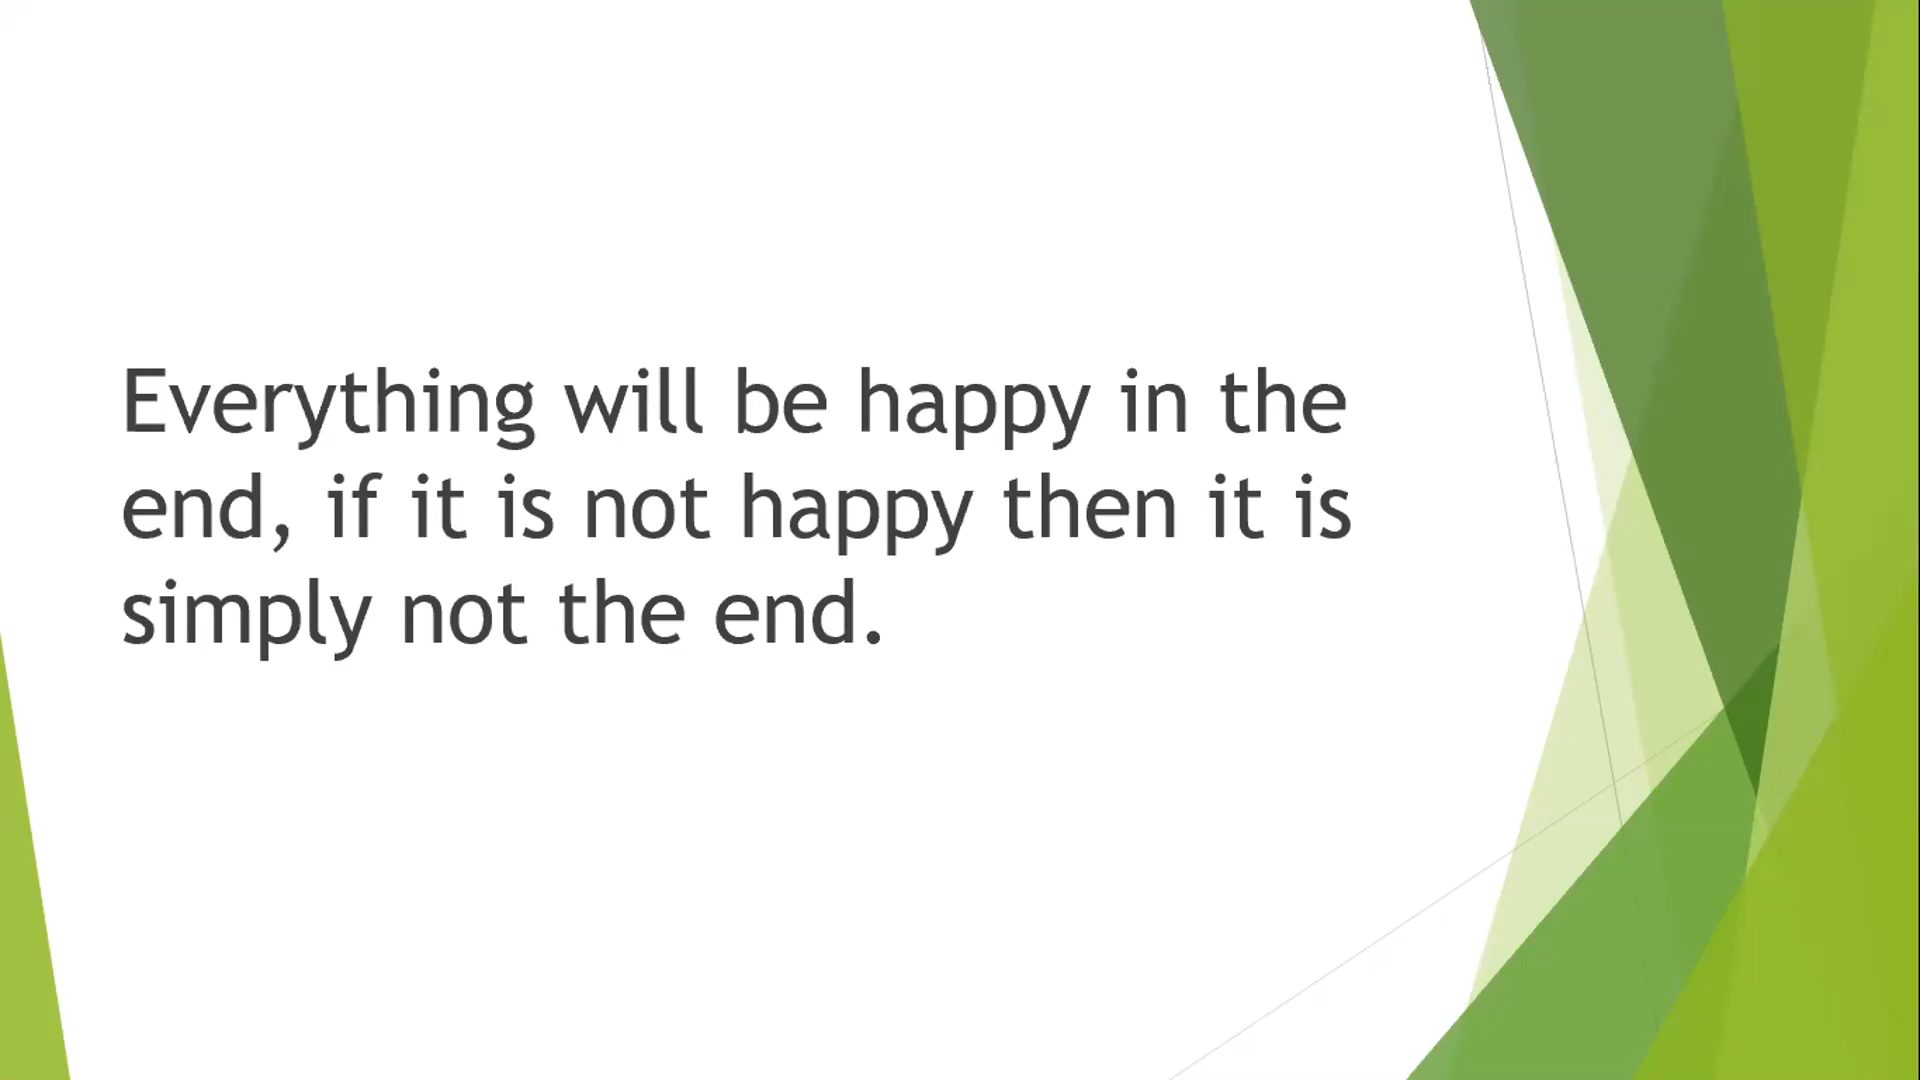 Everything will be happy in the
end, if it is not happy then it is
simply not the end.